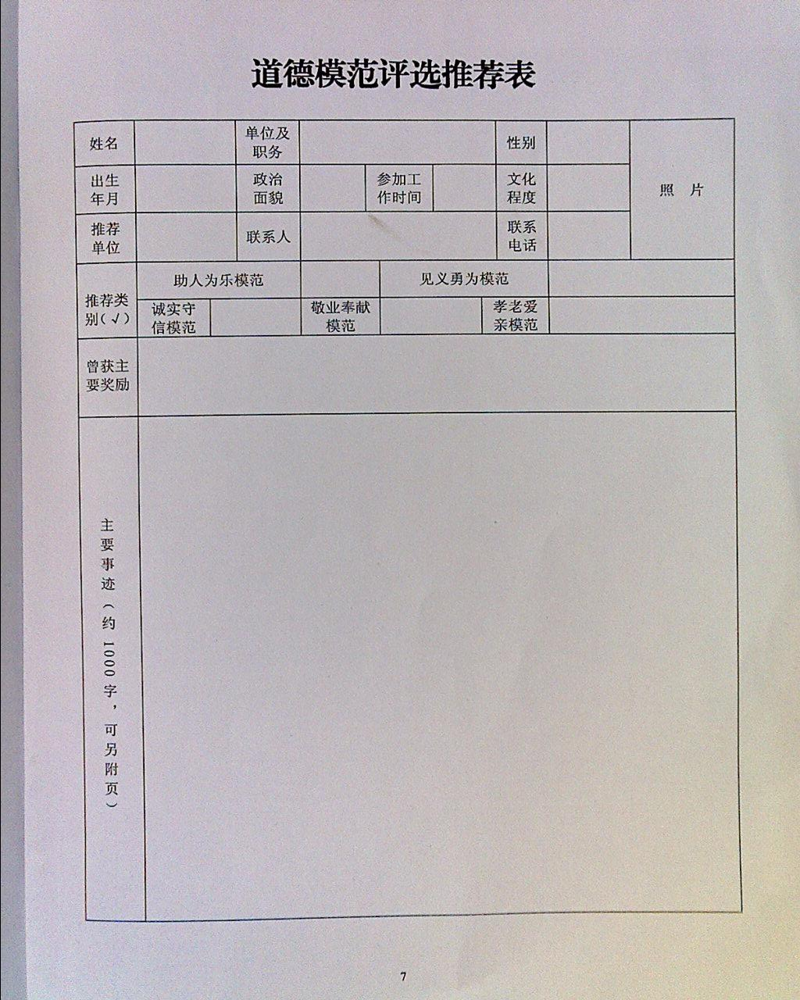 道德模范评选推荐表
姓名
单位及
职务
性别
照 片
出生
年月
政治
面貌
参加工
作时间
文化
程度
推荐
单位
联系人
联系
电话
推荐类
别(√)
助人为乐模范
见义勇为模范
诚实守
信模范
敬业奉献
模范
孝老爱
亲模范
曾获主
要奖励
主要事迹(约1000字,可另附页)
7